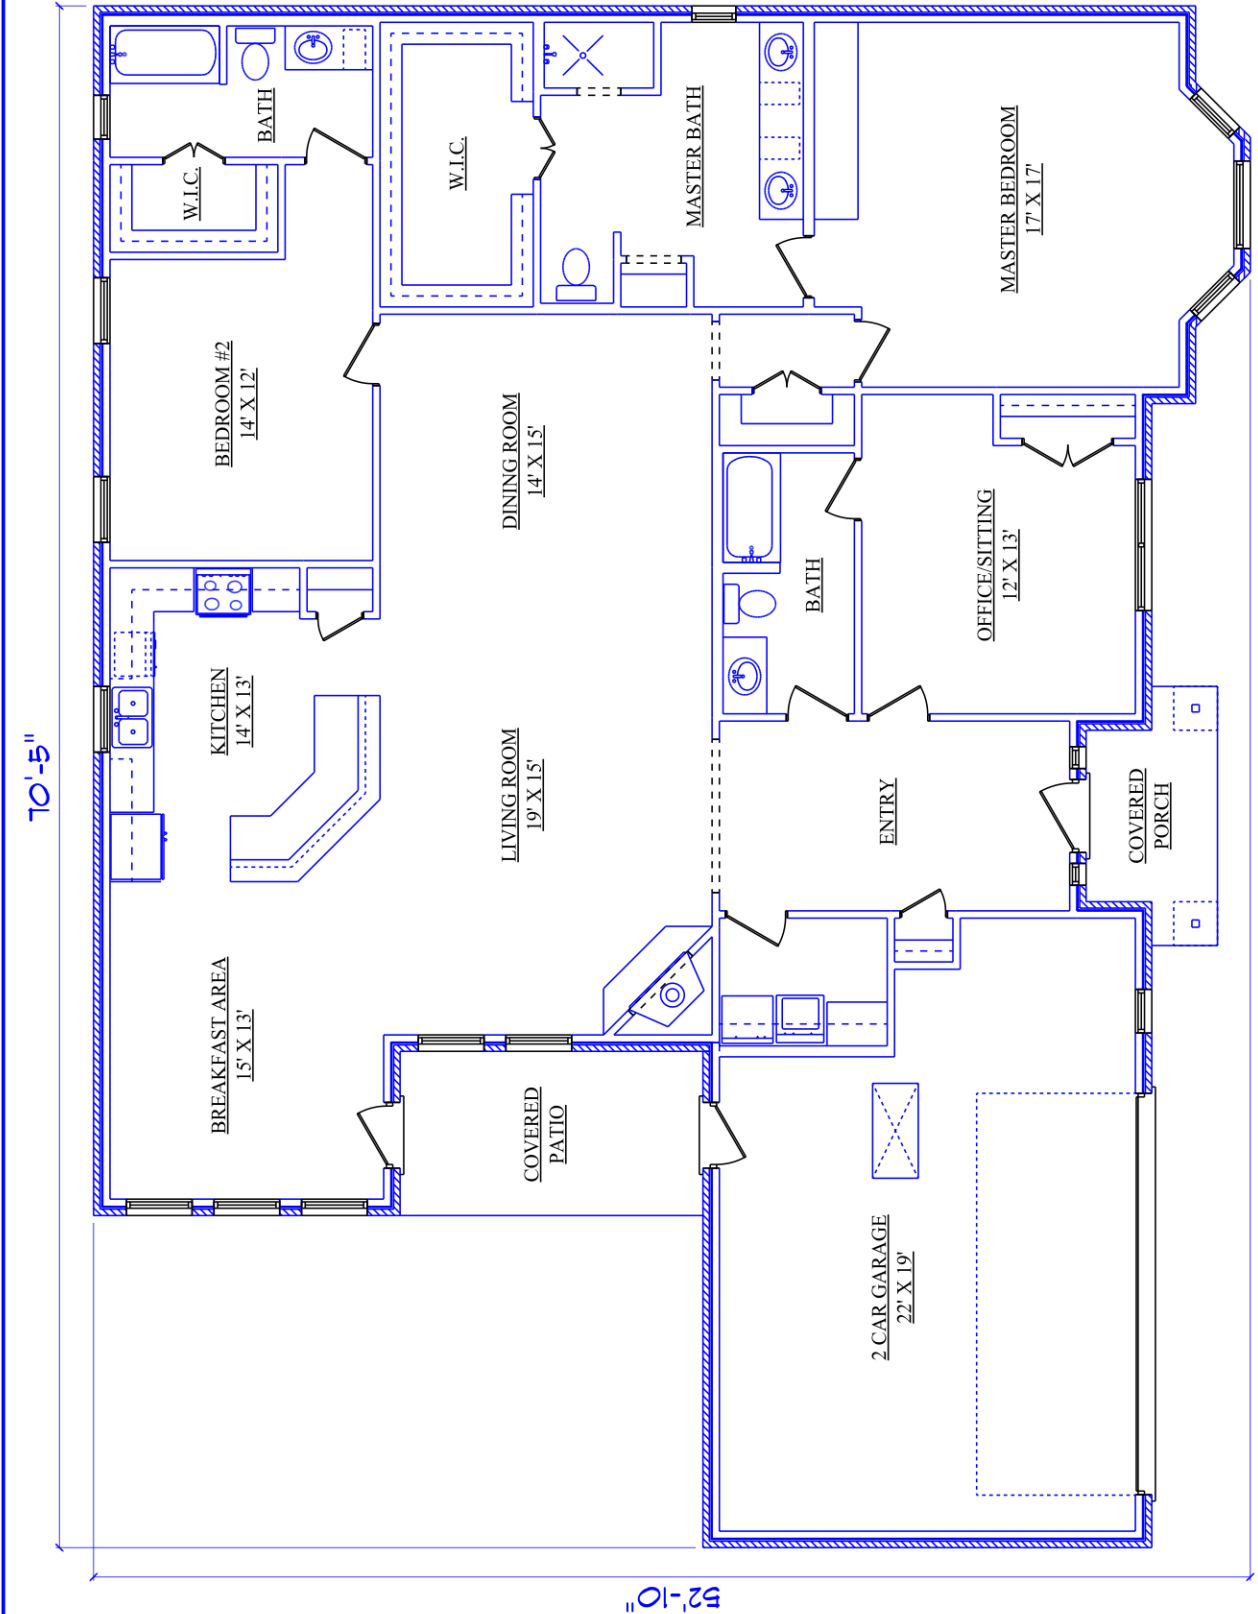 70'-5"
BATH
W.I.C.
W.I.C.
MASTER BATH
MASTER BEDROOM
17' X 17'
BEDROOM #2
14' X 12'
DINING ROOM
14' X 15'
OFFICE/SITTING
12' X 13'
BATH
KITCHEN
14' X 13'
LIVING ROOM
19' X 15'
ENTRY
COVERED
PORCH
BREAKFAST AREA
15' X 13'
COVERED
PATIO
2 CAR GARAGE
22' X 19'
52'-10"